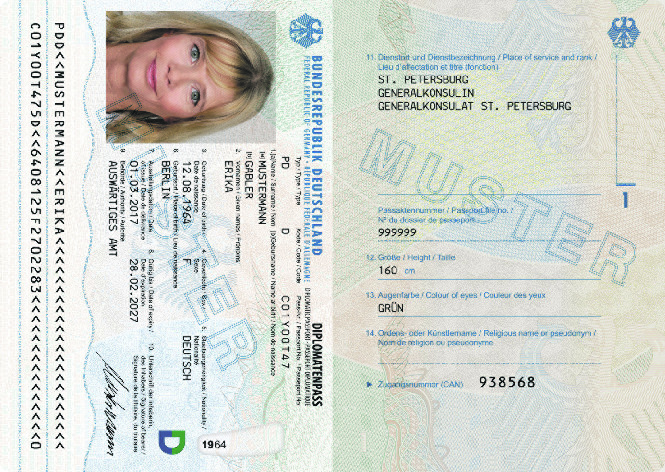 BUNDESREPUBLIK DEUTSCHLAND
FEDERAL REPUBLIC OF GERMANY · RÉPUBLIQUE FÉDÉRALE D'ALLEMAGNE
DIPLOMATENPASS
DIPLOMATIC PASSPORT · PASSEPORT DIPLOMATIQUE
Typ / Type / Type
Kode / Code / Code
Pass-Nr. / Passport No. / Passeport No
PD
D
C01Y00T47
1.[a]Name / Surname / Nom [b]Geburtsname / Name at birth / Nom de naissance
[a]MUSTERMANN
[b]GABLER
2. Vornamen / Given names / Prénoms
ERIKA
3. Geburtstag / Date of birth /
Date de naissance
12.08.1964
4. Geschlecht / Sex /
Sexe
F
5. Staatsangehörigkeit / Nationality /
Nationalité
DEUTSCH
6. Geburtsort / Place of birth / Lieu de naissance
BERLIN
7. Ausstellungsdatum / Date
of issue / Date de délivrance
01.03.2017
8. Gültig bis / Date of expiry /
Date d'expiration
28.02.2027
9. Behörde / Authority / Autorité
AUSWÄRTIGES AMT
10. Unterschrift der Inhaberin,
des Inhabers / Signature of bearer /
Signature de la titulaire, du titulaire
D
1964
PDD<<MUSTERMANN<<ERIKA<<<<<<<<<<<<<<<<<<<<<<
C01Y00T475D<<6408125F2702283<<<<<<<<<<<<<<<0
MUSTER
11. Dienstort und Dienstbezeichnung / Place of service and rank /
Lieu d'affectation et titre (fonction)
ST. PETERSBURG
GENERALKONSULIN
GENERALKONSULAT ST. PETERSBURG
MUSTER
1
Passaktennummer / Passport file no. /
N° de dossier de passeport
999999
12. Größe / Height / Taille
160 cm
13. Augenfarbe / Colour of eyes / Couleur des yeux
GRÜN
14. Ordens- oder Künstlername / Religious name or pseudonym /
Nom de religion ou pseudonyme
► Zugangsnummer (CAN) 938568